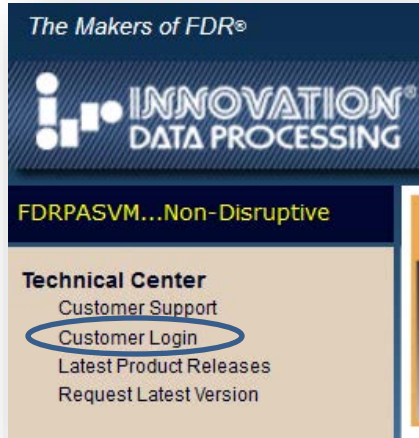 The Makers of FDR®
INNOVATION®
DATA PROCESSING
FDRPASVM...Non-Disruptive
Technical Center
Customer Support
Customer Login
Latest Product Releases
Request Latest Version